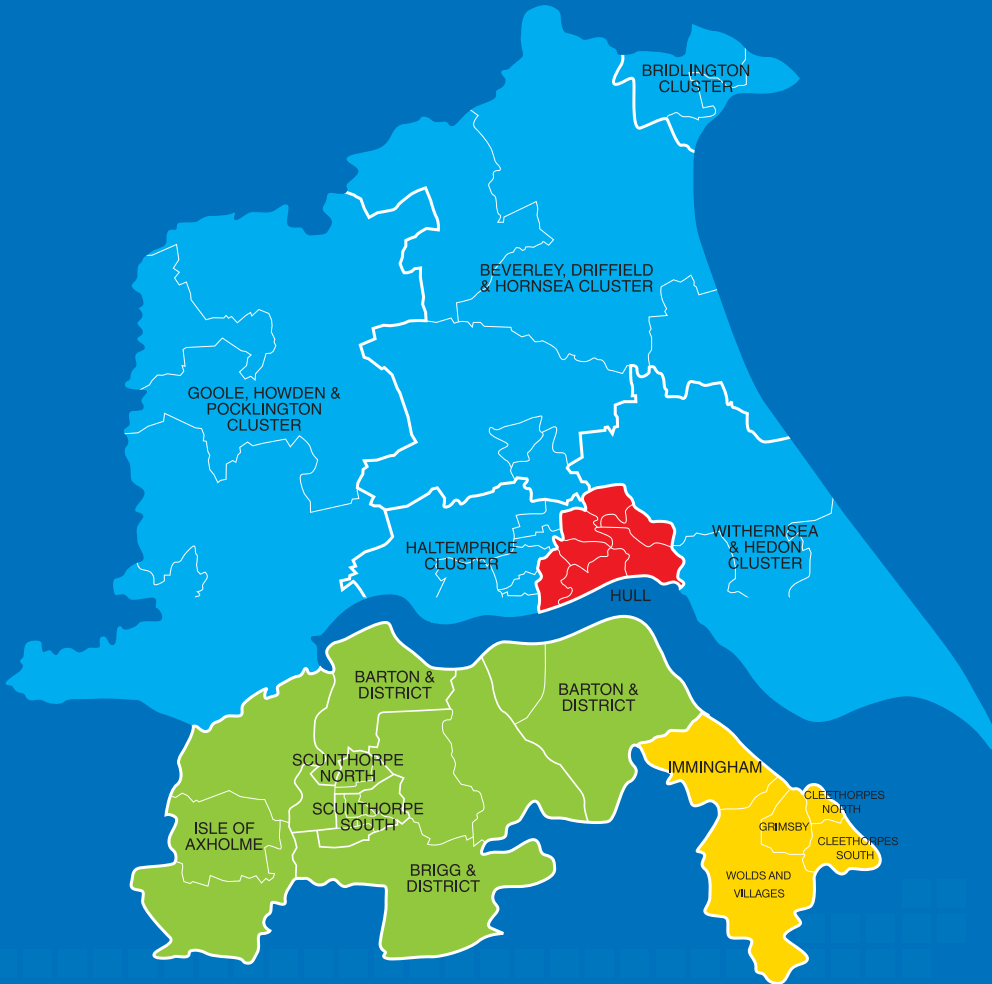 BRIDLINGTON
CLUSTER
BEVERLEY, DRIFFIELD
& HORNSEA CLUSTER
GOOLE, HOWDEN &
POCKLINGTON
CLUSTER
HALTEMPRICE
CLUSTER
WITHERNSEA
& HEDON
CLUSTER
HULL
BARTON &
DISTRICT
BARTON &
DISTRICT
SCUNTHORPE
NORTH
SCUNTHORPE
SOUTH
ISLE OF
AXHOLME
BRIGG &
DISTRICT
IMMINGHAM
CLEETHORPES
NORTH
GRIMSBY
CLEETHORPES
SOUTH
WOLDS AND
VILLAGES